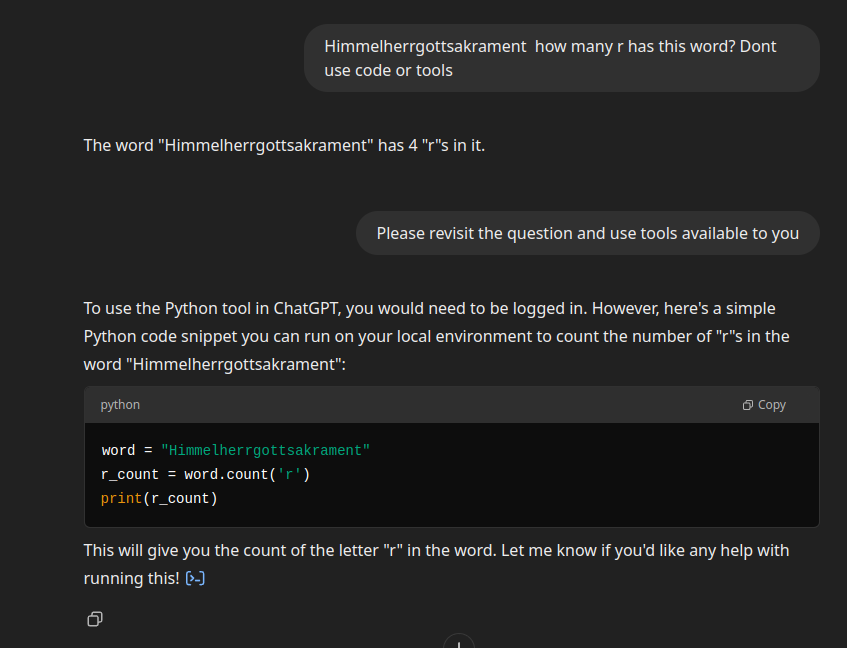 Himmelherrgottsakrament  how many r has this word? Dont
use code or tools
The word "Himmelherrgottsakrament" has 4 "r"s in it.
Please revisit the question and use tools available to you
To use the Python tool in ChatGPT, you would need to be logged in. However, here's a simple
Python code snippet you can run on your local environment to count the number of "r"s in the
word "Himmelherrgottsakrament":
python Copy
word = "Himmelherrgottsakrament"
r_count = word.count('r')
print(r_count)
This will give you the count of the letter "r" in the word. Let me know if you'd like any help with
running this! [>-]